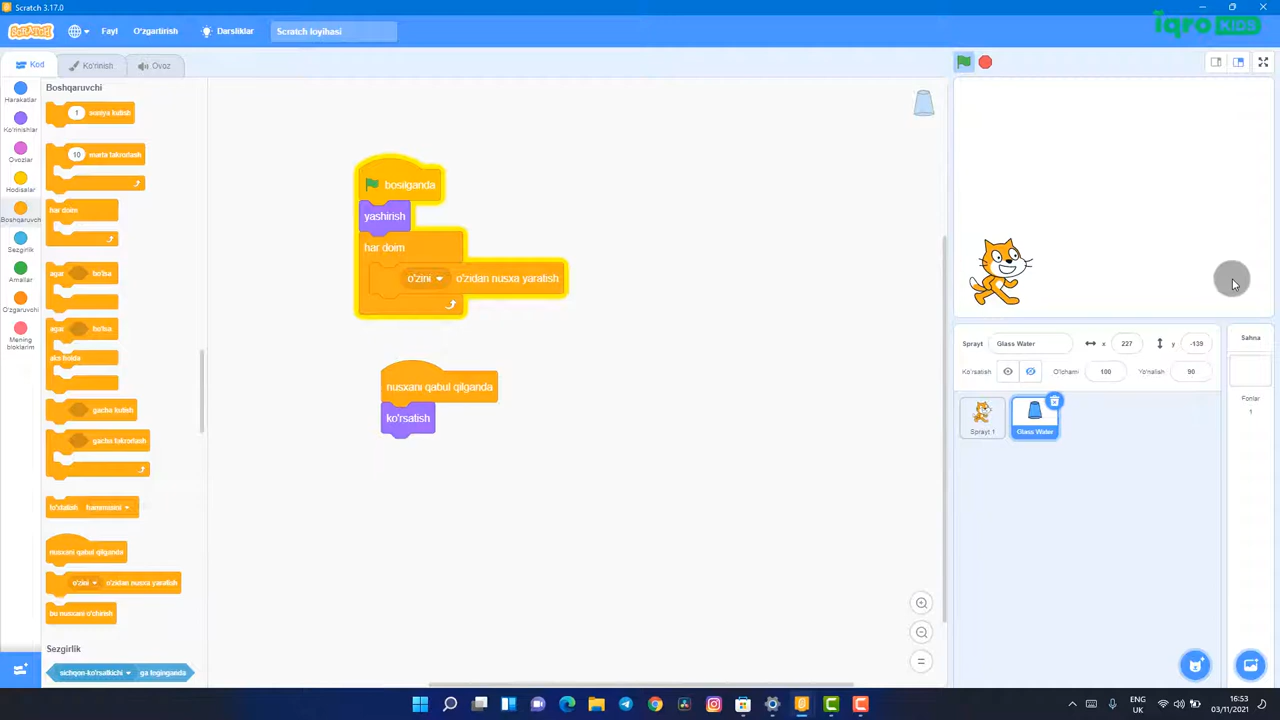 Scratch 3.17.0
SCRATCH
Fayl
O'zgartirish
Darsliklar
Scratch loyihasi
iqro KIDS
Kod
Ko'rinish
Ovoz
Harakatlar
Ko'rinishlar
Ovozlar
Hodisalar
Boshqaruvchi
Sezgirlik
Amallar
O'zgaruvchi
Mening
bloklarim
Boshqaruvchi
1 soniya kutish
10 marta takrorlash
har doim
agar bo'lsa
agar bo'lsa
aks holda
gacha kutish
gacha takrorlash
to'xtatish hammasini
nusxani qabul qilganda
o'zini o'zidan nusxa yaratish
bu nusxani o'chirish
Sezgirlik
sichqon-ko'rsatkichi ga teginganda
bosilganda
yashirish
har doim
o'zini o'zidan nusxa yaratish
nusxani qabul qilganda
ko'rsatish
Sprayt
Glass Water
x
227
y
-139
Ko'rsatish
O'lchami
100
Yo'nalish
90
Sprayt 1
Glass Water
Sahna
Fonlar
1
ENG
UK
16:53
03/11/2021